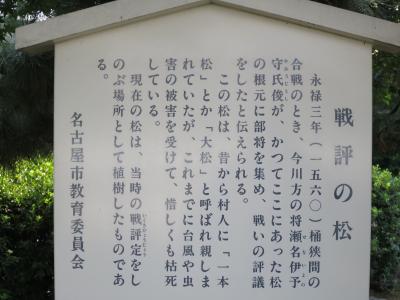 戦評の松
永禄三年（一五六〇）桶狭間の
合戦のとき、今川方の将瀬名伊予
守氏俊が、かつてここにあった松
の根元に部将を集め、戦いの評議
をしたと伝えられる。
この松は、昔から村人に「一本
松」とか「大松」と呼ばれ親しま
れていたが、これまでに台風や虫
害の被害を受けて、惜しくも枯死
している。
現在の松は、当時の戦評定をし
のぶ場所として植樹したものであ
る。
名古屋市教育委員会